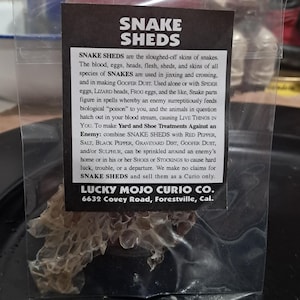 SNAKE
SHEDS
SNAKE SHEDS are the sloughed-off skins of snakes.
The blood, eggs, heads, flesh, sheds, and skins of all
species of SNAKES are used in jinxing and crossing,
and in making GOOFER DUST. Used alone or with SPIDER
eggs, LIZARD heads, FROG eggs, and the like, Snake parts
figure in spells whereby an enemy surreptitiously feeds
biological "poison" to you, and the animals in question
hatch out in your blood stream, causing LIVE THINGS IN
YOU. To make Yard and Shoe Treatments Against an
Enemy: combine SNAKE SHEDS with RED PEPPER,
SALT, BLACK PEPPER, GRAVEYARD DIRT, GOOFER DUST,
and/or SULPHUR, can be sprinkled around an enemy's
home or in his or her SHOES or STOCKINGS to cause hard
luck, trouble, or a departure. We make no claims for
SNAKE SHEDS and sell them as a Curio only.
LUCKY MOJO CURIO CO.
6632 Covey Road, Forestville, Cal.